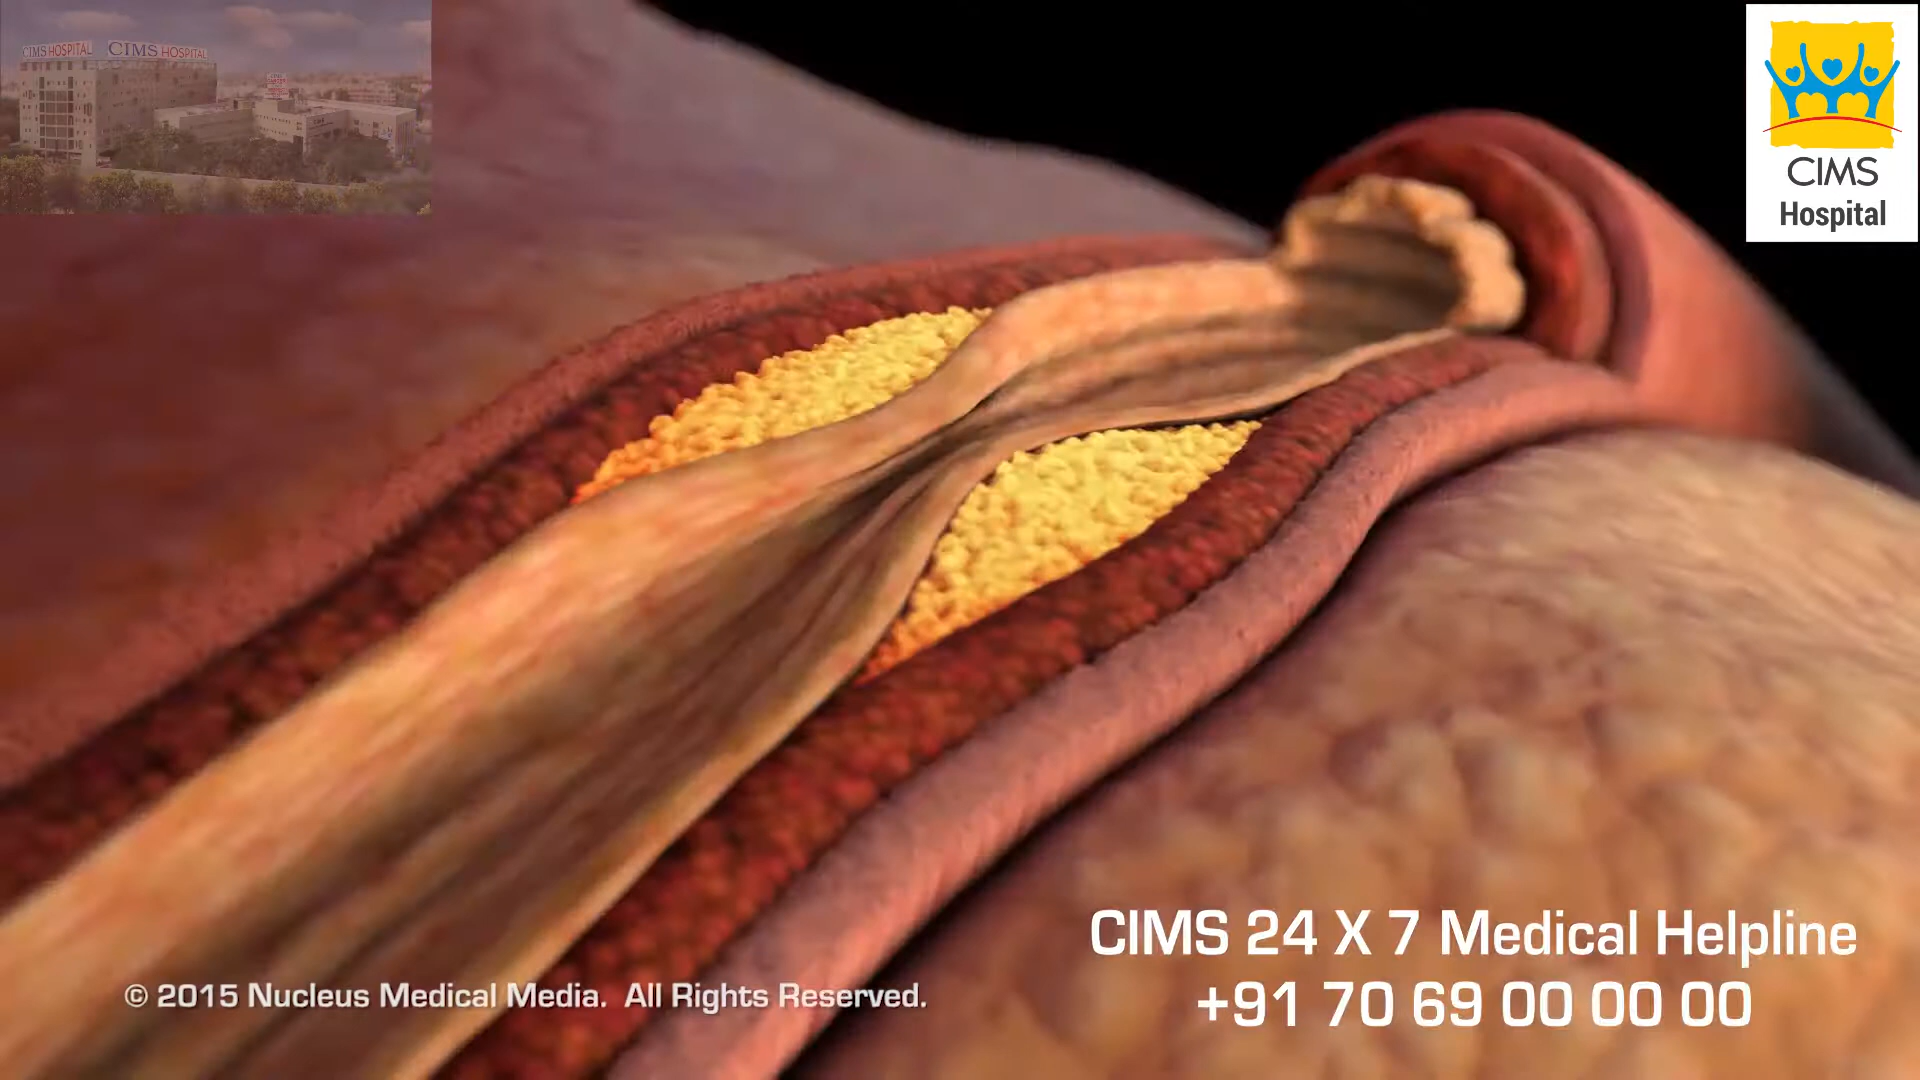 CIMS HOSPITAL CIMS HOSPITAL
CIMS
Hospital
CIMS 24 X 7 Medical Helpline
+91 70 69 00 00 00
© 2015 Nucleus Medical Media. All Rights Reserved.